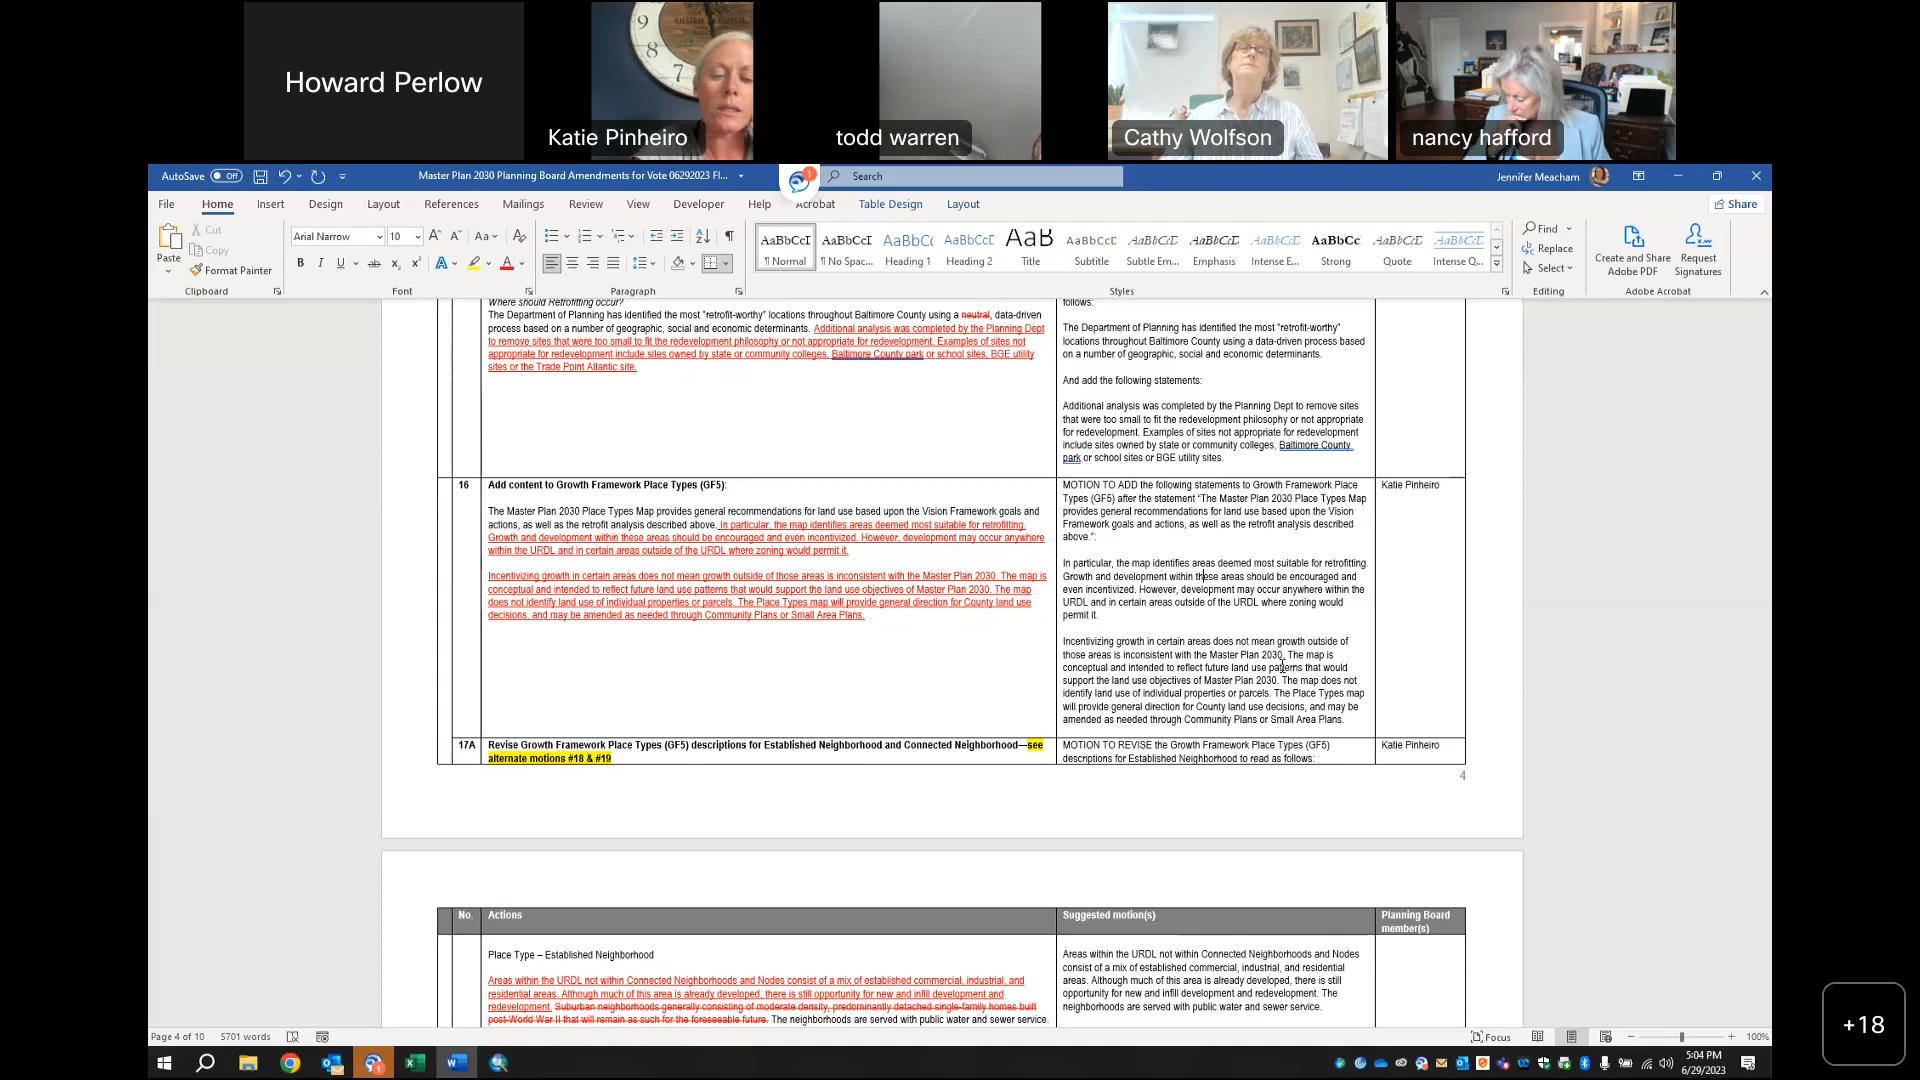 Howard Perlow
Katie Pinheiro
todd warren
Cathy Wolfson
nancy hafford
AutoSave Off
Master Plan 2030 Planning Board Amendments for Vote 06292023 FI...
1
Search
Jennifer Meacham
File Home Insert Design Layout References Mailings Review View Developer Help Acrobat Table Design Layout
Share
Paste
Cut
Copy
Format Painter
Clipboard
Arial Narrow 10
Font
Paragraph
AaBbCcI AaBbCcI AaBbC AaBbCcD AaB AaBbCcD AaBbCcDi AaBbCcDi AaBbCcDi AaBbCc AaBbCcDi AaBbCcDi
¶ Normal ¶ No Spac... Heading 1 Heading 2 Title Subtitle Subtle Em... Emphasis Intense E... Strong Quote Intense Q...
Styles
Find
Replace
Select
Editing
Create and Share
Adobe PDF
Request
Signatures
Adobe Acrobat
Where should Retrofitting occur?
The Department of Planning has identified the most "retrofit-worthy" locations throughout Baltimore County using a neutral, data-driven
process based on a number of geographic, social and economic determinants. Additional analysis was completed by the Planning Dept
to remove sites that were too small to fit the redevelopment philosophy or not appropriate for redevelopment. Examples of sites not
appropriate for redevelopment include sites owned by state or community colleges, Baltimore County park or school sites, BGE utility
sites or the Trade Point Atlantic site.
follows:
The Department of Planning has identified the most "retrofit-worthy"
locations throughout Baltimore County using a data-driven process based
on a number of geographic, social and economic determinants.
And add the following statements:
Additional analysis was completed by the Planning Dept to remove sites
that were too small to fit the redevelopment philosophy or not appropriate
for redevelopment. Examples of sites not appropriate for redevelopment
include sites owned by state or community colleges, Baltimore County
park or school sites or BGE utility sites.
16
Add content to Growth Framework Place Types (GF5):
The Master Plan 2030 Place Types Map provides general recommendations for land use based upon the Vision Framework goals and
actions, as well as the retrofit analysis described above. In particular, the map identifies areas deemed most suitable for retrofitting.
Growth and development within these areas should be encouraged and even incentivized. However, development may occur anywhere
within the URDL and in certain areas outside of the URDL where zoning would permit it.
Incentivizing growth in certain areas does not mean growth outside of those areas is inconsistent with the Master Plan 2030. The map is
conceptual and intended to reflect future land use patterns that would support the land use objectives of Master Plan 2030. The map
does not identify land use of individual properties or parcels. The Place Types map will provide general direction for County land use
decisions, and may be amended as needed through Community Plans or Small Area Plans.
MOTION TO ADD the following statements to Growth Framework Place
Types (GF5) after the statement "The Master Plan 2030 Place Types Map
provides general recommendations for land use based upon the Vision
Framework goals and actions, as well as the retrofit analysis described
above.":
In particular, the map identifies areas deemed most suitable for retrofitting.
Growth and development within these areas should be encouraged and
even incentivized. However, development may occur anywhere within the
URDL and in certain areas outside of the URDL where zoning would
permit it.
Incentivizing growth in certain areas does not mean growth outside of
those areas is inconsistent with the Master Plan 2030. The map is
conceptual and intended to reflect future land use patterns that would
support the land use objectives of Master Plan 2030. The map does not
identify land use of individual properties or parcels. The Place Types map
will provide general direction for County land use decisions, and may be
amended as needed through Community Plans or Small Area Plans.
Katie Pinheiro
17A
Revise Growth Framework Place Types (GF5) descriptions for Established Neighborhood and Connected Neighborhood—see
alternate motions #18 & #19
MOTION TO REVISE the Growth Framework Place Types (GF5)
descriptions for Established Neighborhood to read as follows:
Katie Pinheiro
4
No. Actions Suggested motion(s) Planning Board
member(s)
Place Type – Established Neighborhood
Areas within the URDL not within Connected Neighborhoods and Nodes consist of a mix of established commercial, industrial, and
residential areas. Although much of this area is already developed, there is still opportunity for new and infill development and
redevelopment. Suburban neighborhoods generally consisting of moderate density, predominantly detached single-family homes built
post-World War II that will remain as such for the foreseeable future. The neighborhoods are served with public water and sewer service.
Areas within the URDL not within Connected Neighborhoods and Nodes
consist of a mix of established commercial, industrial, and residential
areas. Although much of this area is already developed, there is still
opportunity for new and infill development and redevelopment. The
neighborhoods are served with public water and sewer service.
+18
Page 4 of 10 5701 words
Focus
100%
5:04 PM
6/29/2023